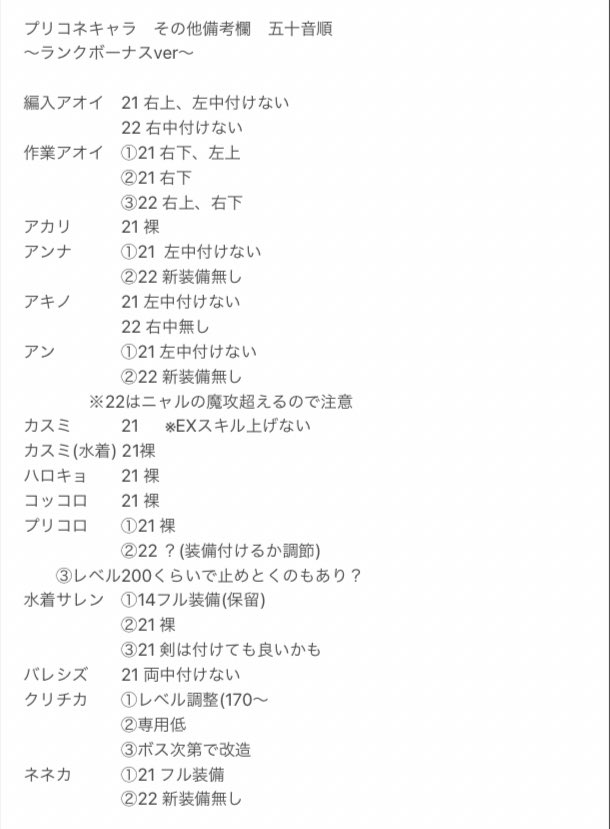 プリコネキャラ　その他備考欄　五十音順
〜ランクボーナスver〜
編入アオイ　21 右上、左中付けない
22 右中付けない
作業アオイ　①21 右下、左上
②21 右下
③22 右上、右下
アカリ　21 裸
アンナ　①21 左中付けない
②22 新装備無し
アキノ　21 左中付けない
22 右中無し
アン　①21 左中付けない
②22 新装備無し
※22はニャルの魔攻超えるので注意
カスミ　21　※EXスキル上げない
カスミ(水着) 21裸
ハロキョ　21 裸
コッコロ　21 裸
プリコロ　①21 裸
②22 ？(装備付けるか調節)
③レベル200くらいで止めとくのもあり？
水着サレン　①14フル装備(保留)
②21 裸
③21 剣は付けても良いかも
バレシズ　21 両中付けない
クリチカ　①レベル調整(170〜
②専用低
③ボス次第で改造
ネネカ　①21 フル装備
②22 新装備無し